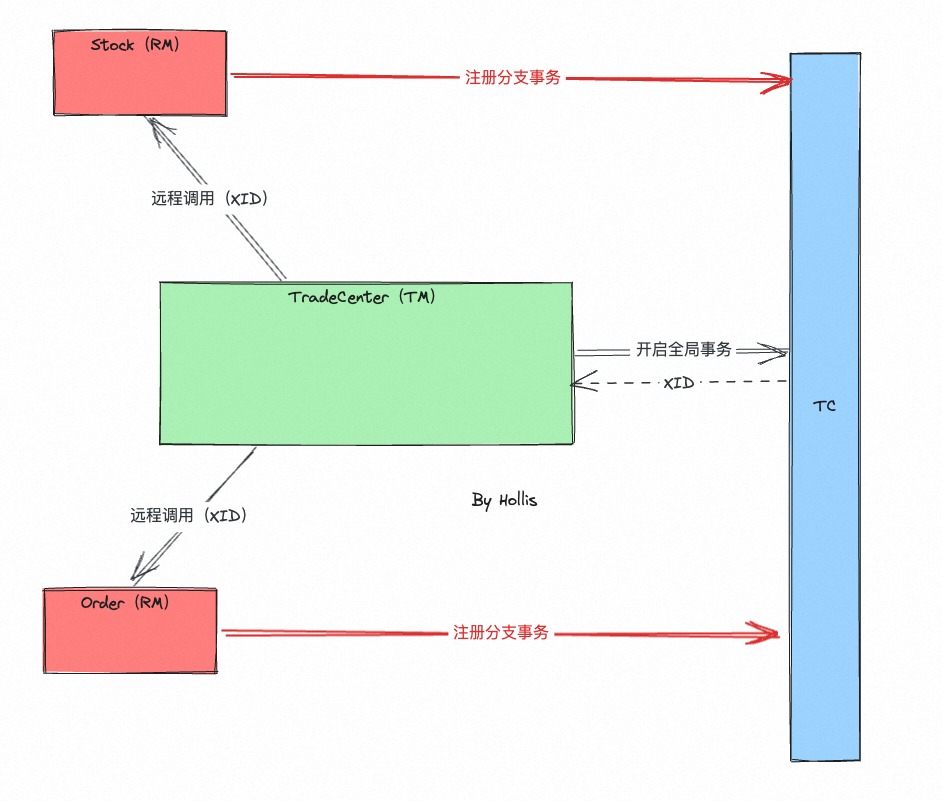 Stock (RM)
注册分支事务
远程调用 (XID)
TradeCenter (TM)
开启全局事务
XID
TC
By Hollis
远程调用 (XID)
Order (RM)
注册分支事务